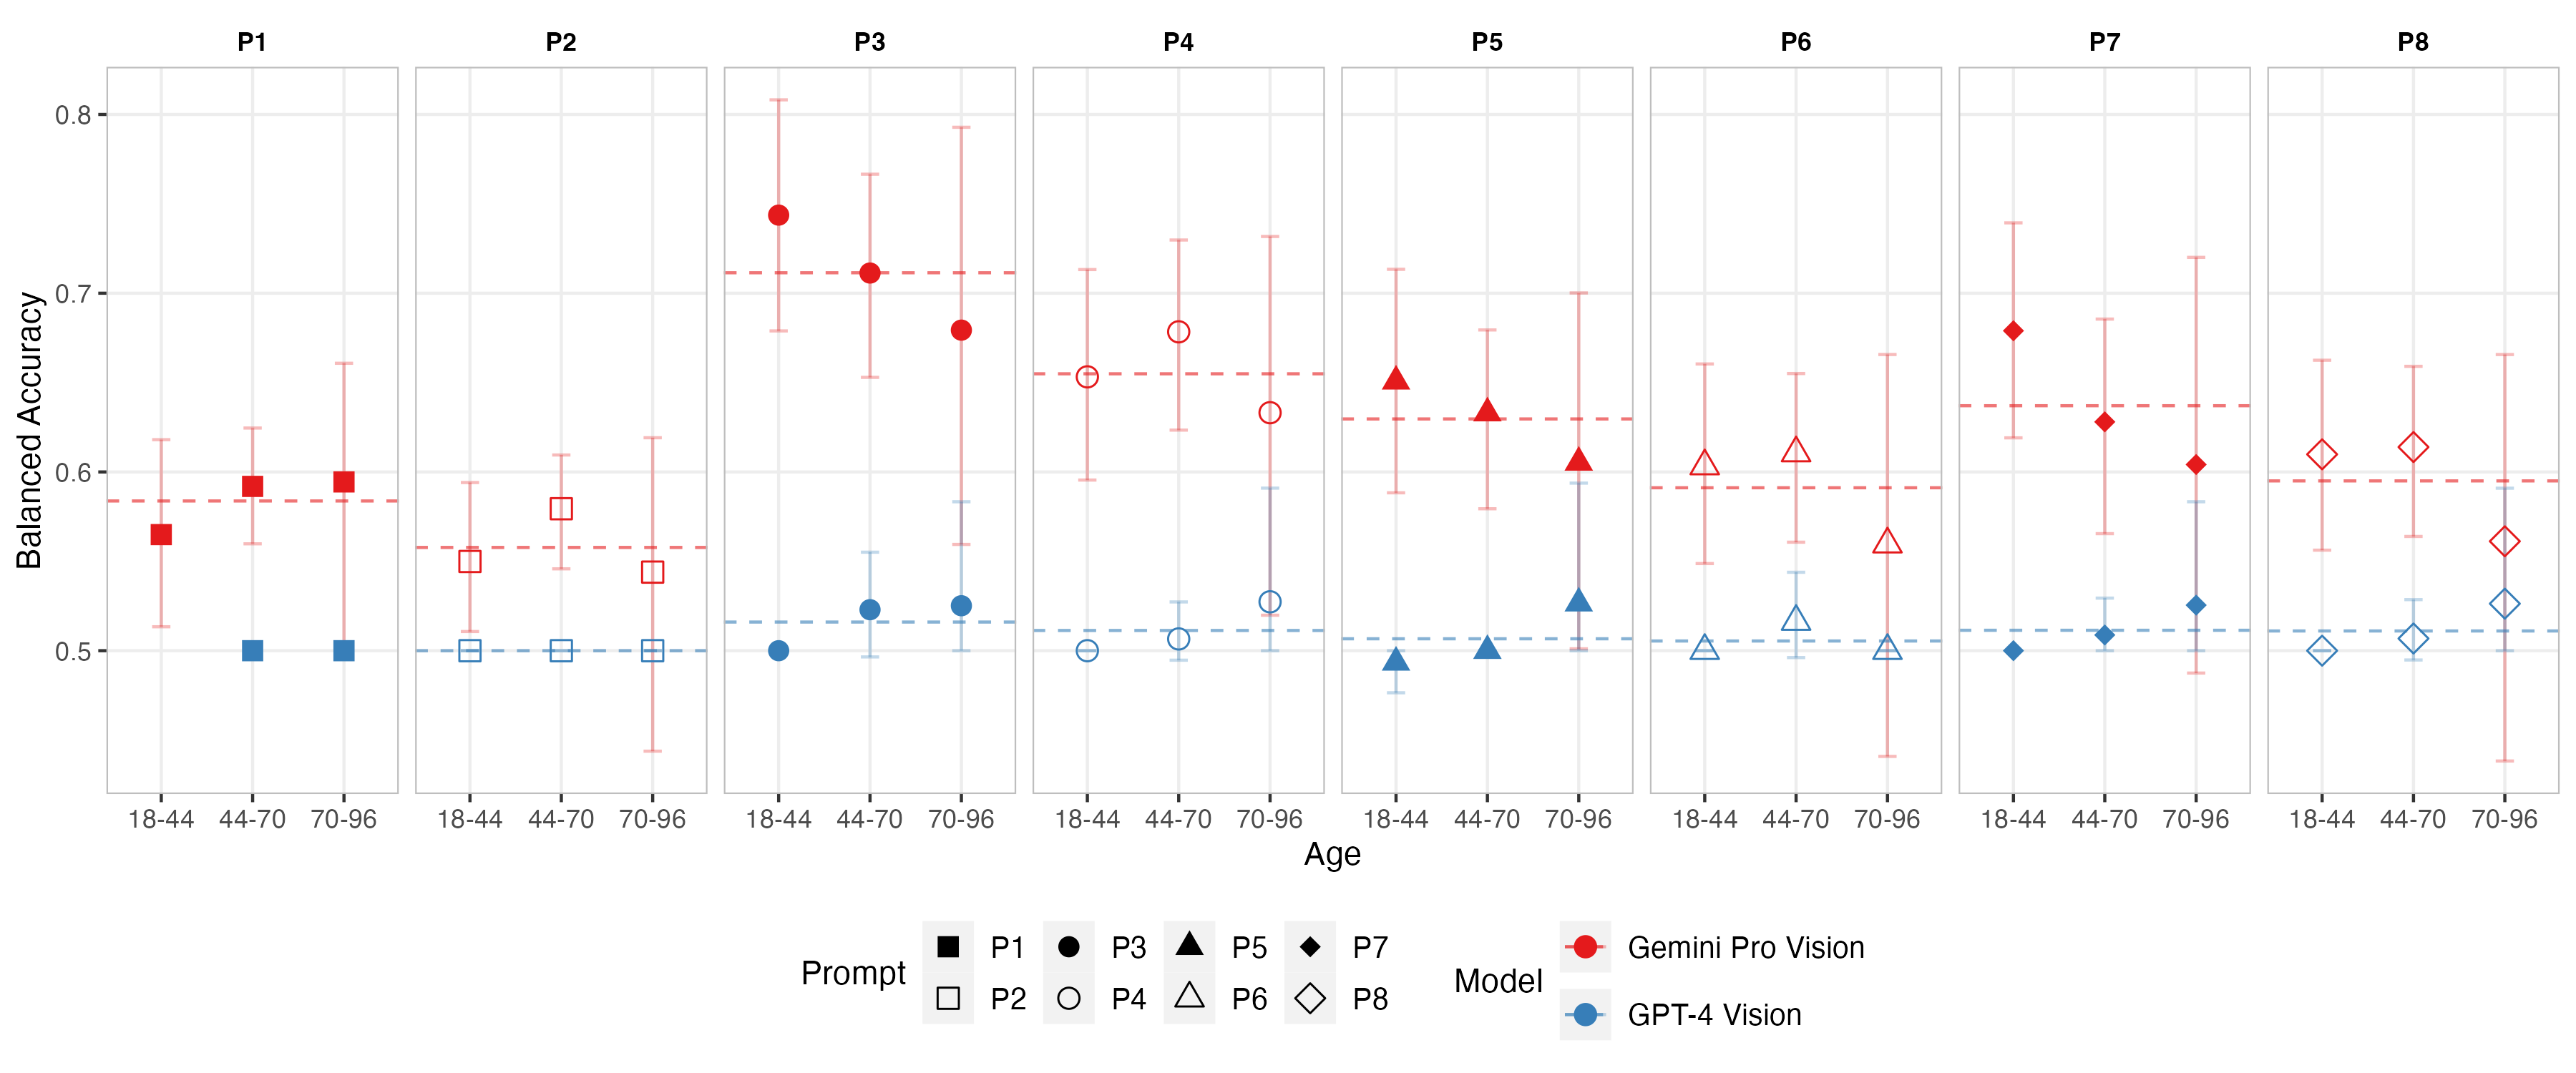 P1 P2 P3 P4 P5 P6 P7 P8
0.8
0.7
0.6
0.5
Balanced Accuracy
18-44 44-70 70-96 18-44 44-70 70-96 18-44 44-70 70-96 18-44 44-70 70-96 18-44 44-70 70-96 18-44 44-70 70-96 18-44 44-70 70-96 18-44 44-70 70-96
Age
Prompt
P1 P3 P5 P7
P2 P4 P6 P8
Model
Gemini Pro Vision
GPT-4 Vision